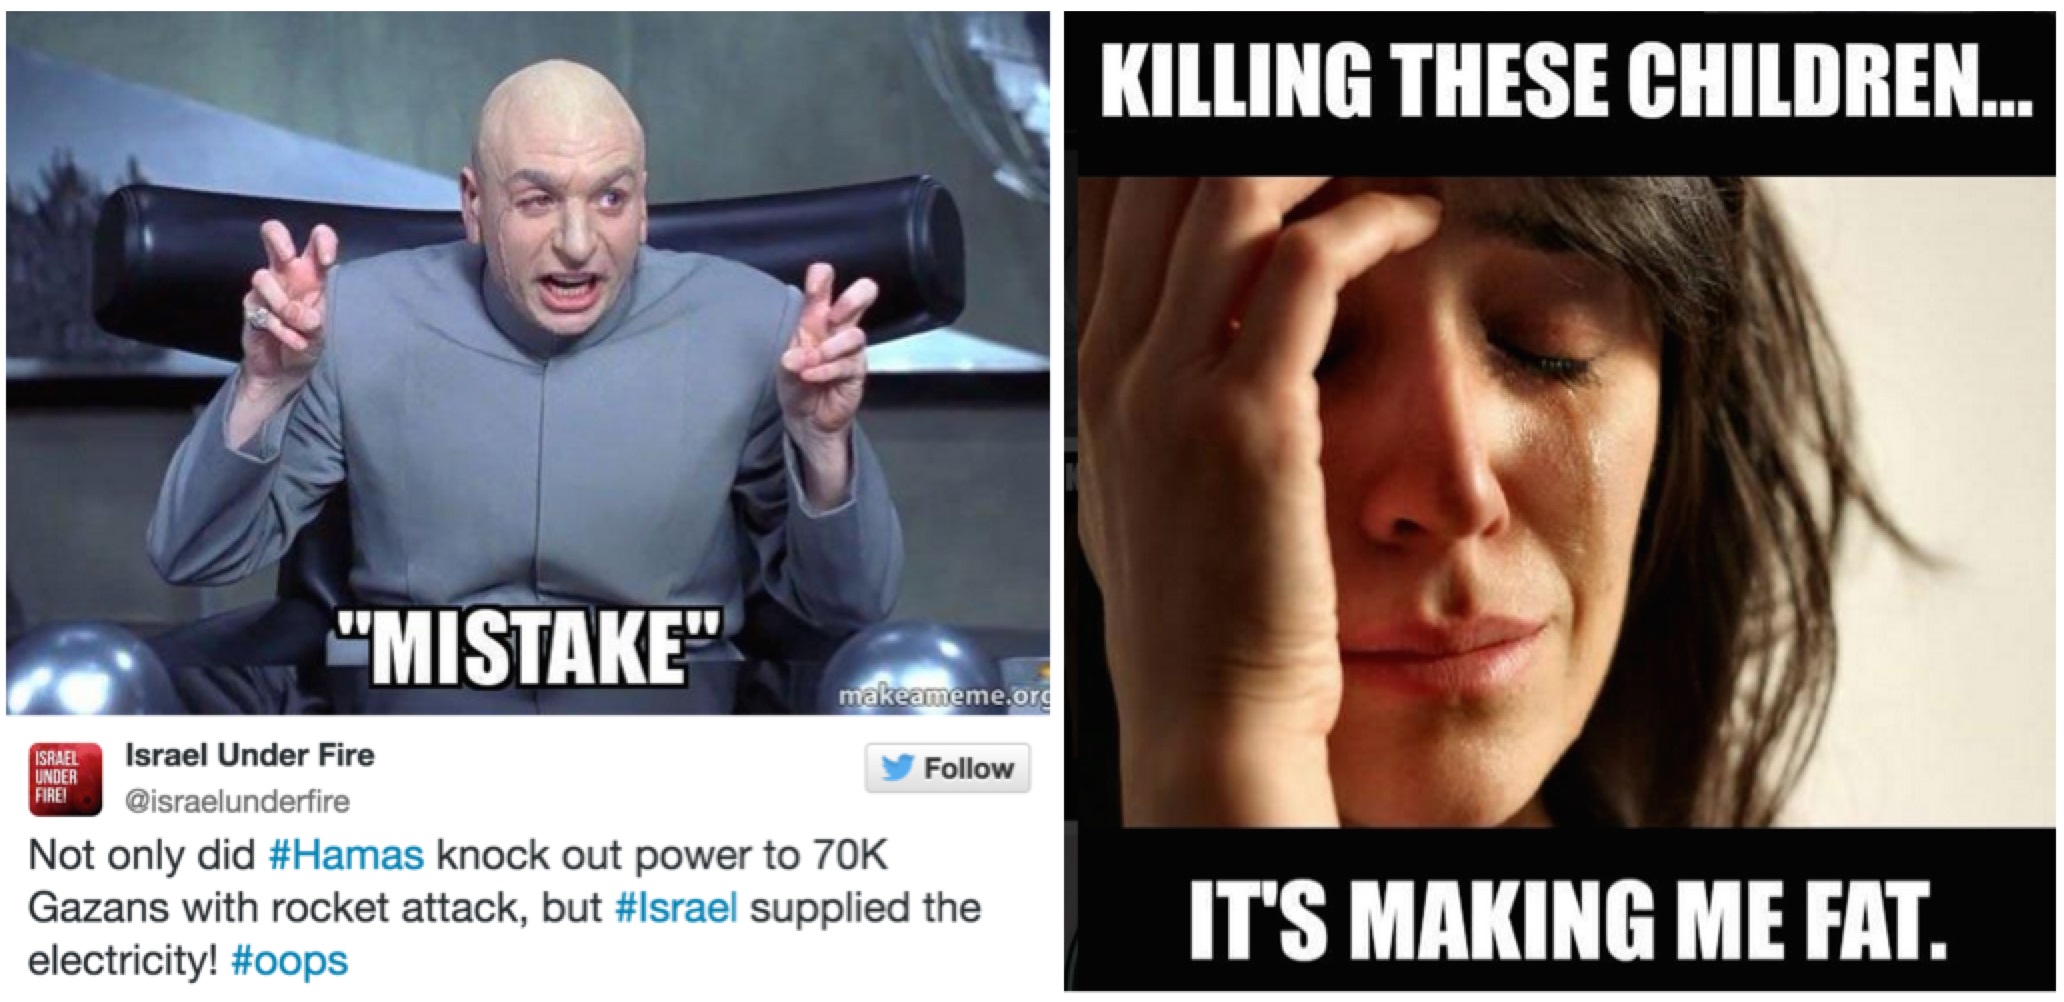 "MISTAKE"
makeameme.org
ISRAEL
UNDER
FIRE!
Israel Under Fire
@israelunderfire
Follow
Not only did #Hamas knock out power to 70K
Gazans with rocket attack, but #Israel supplied the
electricity! #oops
KILLING THESE CHILDREN...
IT'S MAKING ME FAT.